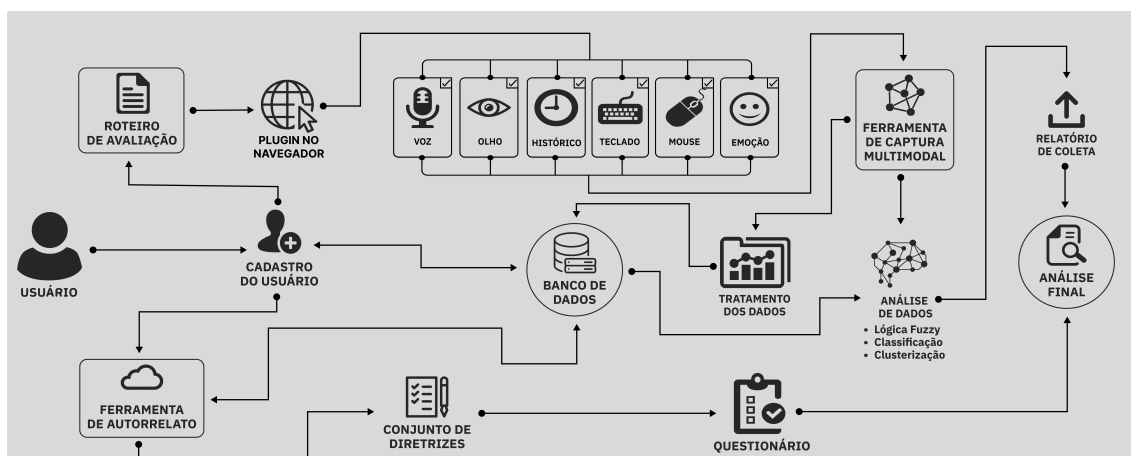 ROTEIRO
DE AVALIAÇÃO
PLUGIN NO
NAVEGADOR
VOZ
OLHO
HISTÓRICO
TECLADO
MOUSE
EMOÇÃO
FERRAMENTA
DE CAPTURA
MULTIMODAL
RELATÓRIO
DE COLETA
USUÁRIO
CADASTRO
DO USUÁRIO
BANCO DE
DADOS
TRATAMENTO
DOS DADOS
ANÁLISE
DE DADOS
• Lógica Fuzzy
• Classificação
• Clusterização
ANÁLISE
FINAL
FERRAMENTA
DE AUTORRELATO
CONJUNTO DE
DIRETRIZES
QUESTIONÁRIO